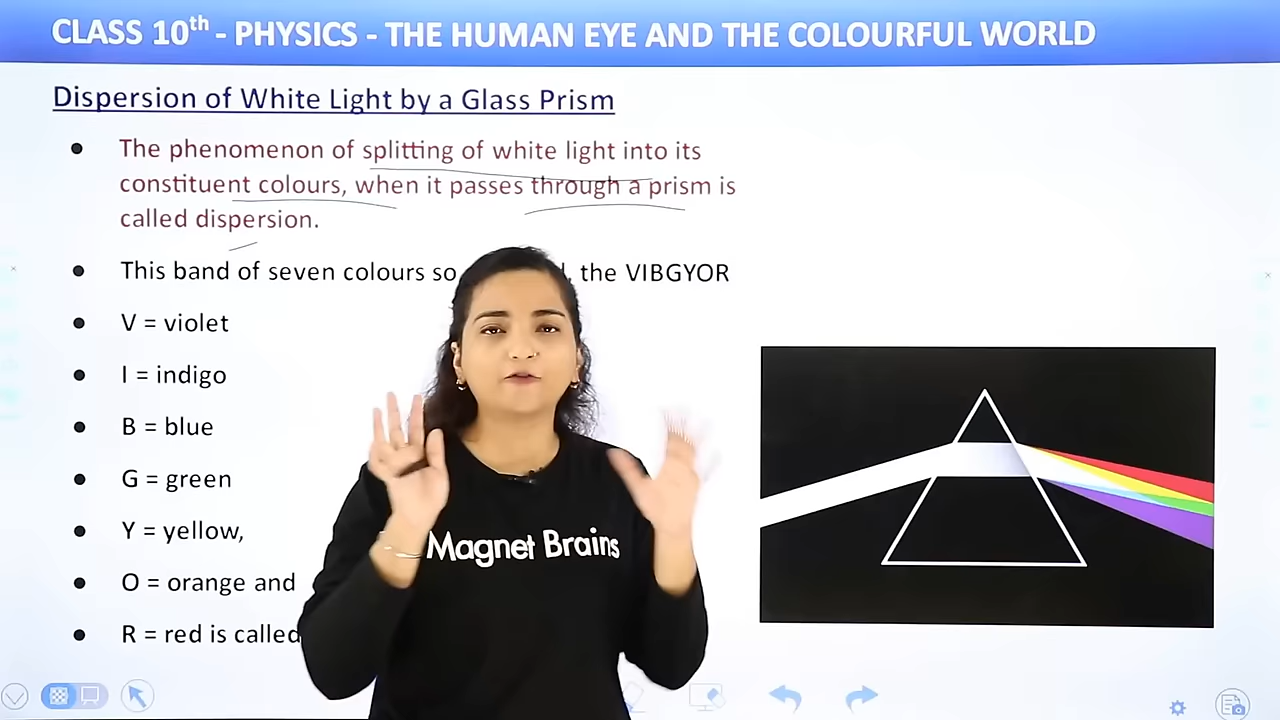 CLASS 10th - PHYSICS - THE HUMAN EYE AND THE COLOURFUL WORLD
Dispersion of White Light by a Glass Prism
The phenomenon of splitting of white light into its
constituent colours, when it passes through a prism is
called dispersion.
This band of seven colours so the VIBGYOR
V = violet
I = indigo
B = blue
G = green
Y = yellow,
O = orange and
R = red is called
Magnet Brains